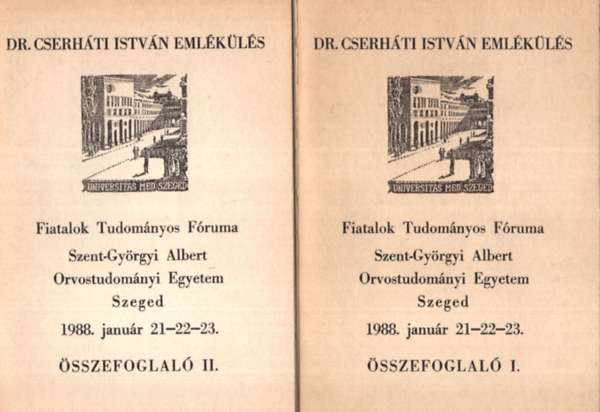 DR. CSERHÁTI ISTVÁN EMLÉKÜLÉS
UNIVERSITAS MED. SZEGED
Fiatalok Tudományos Fóruma
Szent-Györgyi Albert
Orvostudományi Egyetem
Szeged
1988. január 21—22—23.
ÖSSZEFOGLALÓ II.
DR. CSERHÁTI ISTVÁN EMLÉKÜLÉS
UNIVERSITAS MED. SZEGED
Fiatalok Tudományos Fóruma
Szent-Györgyi Albert
Orvostudományi Egyetem
Szeged
1988. január 21—22—23.
ÖSSZEFOGLALÓ I.